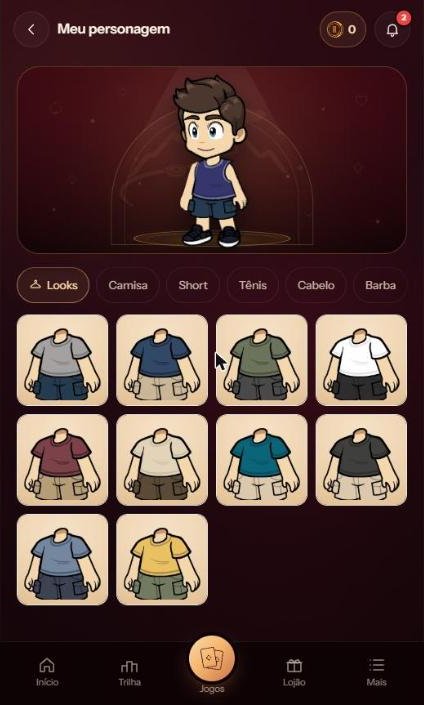 Meu personagem
0
2
Looks
Camisa
Short
Tênis
Cabelo
Barba
Início
Trilha
Jogos
Lojão
Mais